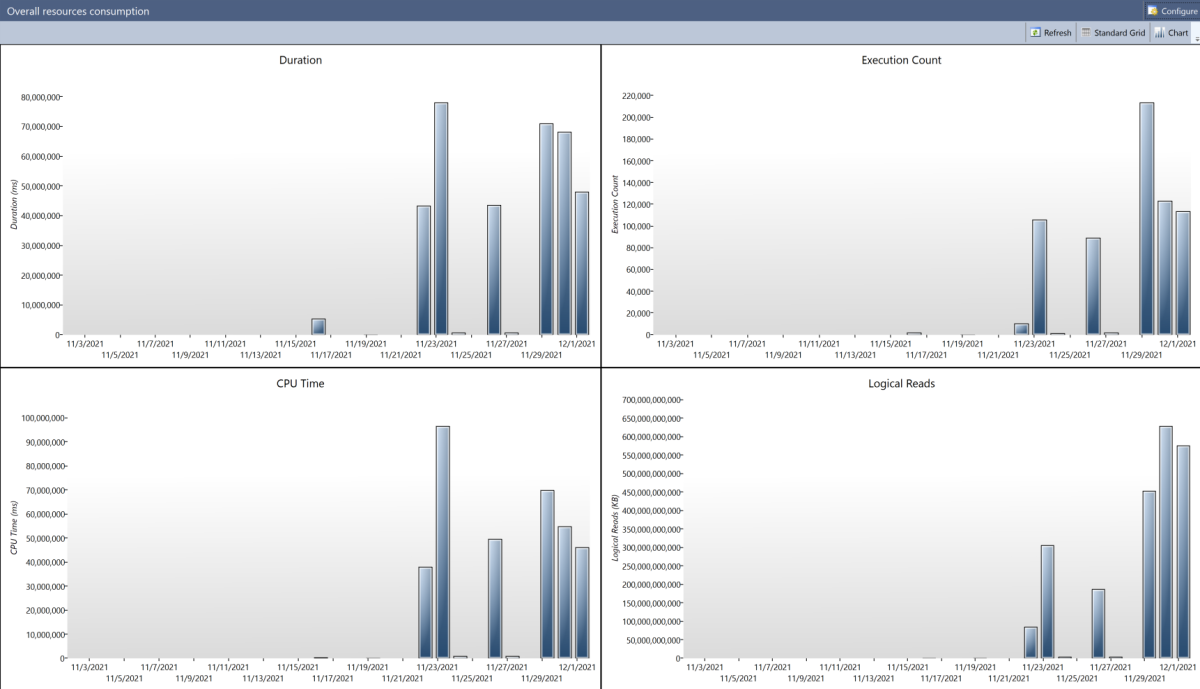 Overall resources consumption
Configure
Refresh
Standard Grid
Chart
Duration
Duration (ms)
80,000,000
70,000,000
60,000,000
50,000,000
40,000,000
30,000,000
20,000,000
10,000,000
0
11/3/2021 11/7/2021 11/11/2021 11/15/2021 11/19/2021 11/23/2021 11/27/2021 12/1/2021
11/5/2021 11/9/2021 11/13/2021 11/17/2021 11/21/2021 11/25/2021 11/29/2021
Execution Count
Execution Count
220,000
200,000
180,000
160,000
140,000
120,000
100,000
80,000
60,000
40,000
20,000
0
11/3/2021 11/7/2021 11/11/2021 11/15/2021 11/19/2021 11/23/2021 11/27/2021 12/1/2021
11/5/2021 11/9/2021 11/13/2021 11/17/2021 11/21/2021 11/25/2021 11/29/2021
CPU Time
CPU Time (ms)
100,000,000
90,000,000
80,000,000
70,000,000
60,000,000
50,000,000
40,000,000
30,000,000
20,000,000
10,000,000
0
11/3/2021 11/7/2021 11/11/2021 11/15/2021 11/19/2021 11/23/2021 11/27/2021 12/1/2021
11/5/2021 11/9/2021 11/13/2021 11/17/2021 11/21/2021 11/25/2021 11/29/2021
Logical Reads
Logical Reads (KB)
700,000,000,000
650,000,000,000
600,000,000,000
550,000,000,000
500,000,000,000
450,000,000,000
400,000,000,000
350,000,000,000
300,000,000,000
250,000,000,000
200,000,000,000
150,000,000,000
100,000,000,000
50,000,000,000
0
11/3/2021 11/7/2021 11/11/2021 11/15/2021 11/19/2021 11/23/2021 11/27/2021 12/1/2021
11/5/2021 11/9/2021 11/13/2021 11/17/2021 11/21/2021 11/25/2021 11/29/2021